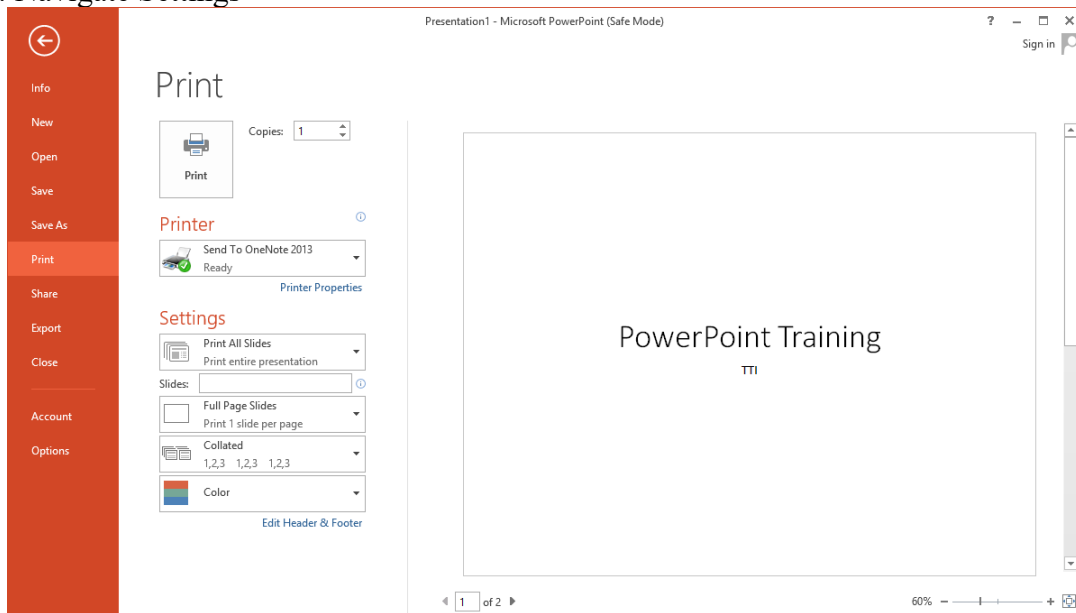 . Navigate Settings
Presentation1 - Microsoft PowerPoint (Safe Mode)
?
Sign in
Info
New
Open
Save
Save As
Print
Share
Export
Close
Account
Options
Print
Copies: 1
Print
Printer
Send To OneNote 2013
Ready
Printer Properties
Settings
Print All Slides
Print entire presentation
Slides:
Full Page Slides
Print 1 slide per page
Collated
1,2,3 1,2,3 1,2,3
Color
Edit Header & Footer
PowerPoint Training
TTI
1 of 2
60%